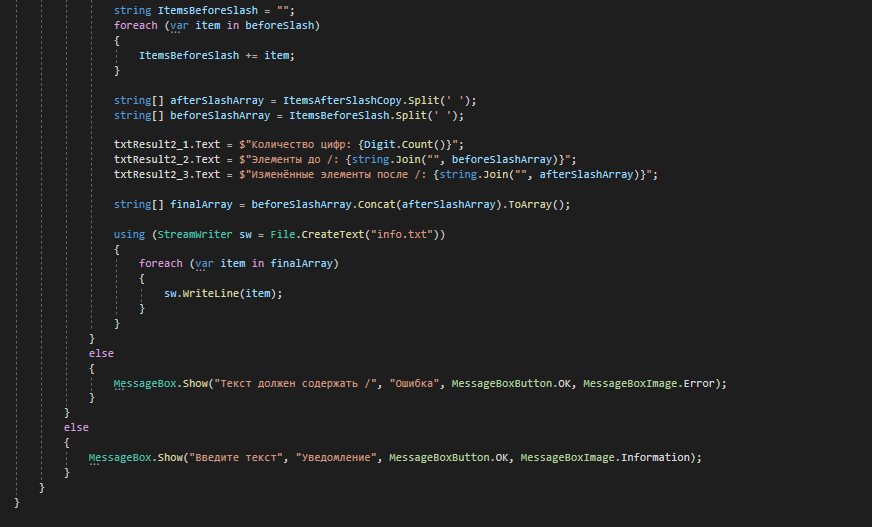 string ItemsBeforeSlash = "";
foreach (var item in beforeSlash)
{
ItemsBeforeSlash += item;
}
string[] afterSlashArray = ItemsAfterSlashCopy.Split(' ');
string[] beforeSlashArray = ItemsBeforeSlash.Split(' ');
txtResult2_1.Text = $"Количество цифр: {Digit.Count()}";
txtResult2_2.Text = $"Элементы до /: {string.Join("", beforeSlashArray)}";
txtResult2_3.Text = $"Изменённые элементы после /: {string.Join("", afterSlashArray)}";
string[] finalArray = beforeSlashArray.Concat(afterSlashArray).ToArray();
using (StreamWriter sw = File.CreateText("info.txt"))
{
foreach (var item in finalArray)
{
sw.WriteLine(item);
}
}
}
else
{
MessageBox.Show("Текст должен содержать /", "Ошибка", MessageBoxButton.OK, MessageBoxImage.Error);
}
}
else
{
MessageBox.Show("Введите текст", "Уведомление", MessageBoxButton.OK, MessageBoxImage.Information);
}
}
}